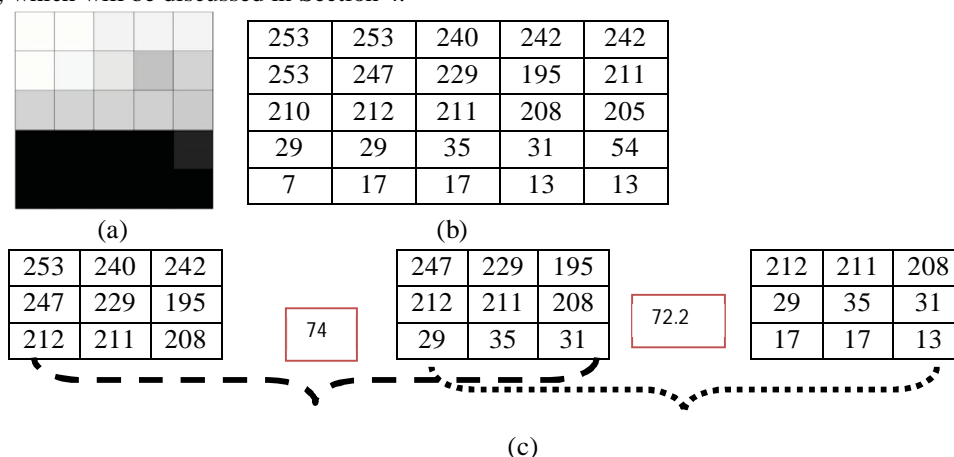 , which will be discussed in Section 4.
253 253 240 242 242
253 247 229 195 211
210 212 211 208 205
29 29 35 31 54
7 17 17 13 13
(a) (b)
253 240 242 247 229 195 212 211 208
247 229 195 74 212 211 208 72.2 29 35 31
212 211 208 29 35 31 17 17 13
(c)